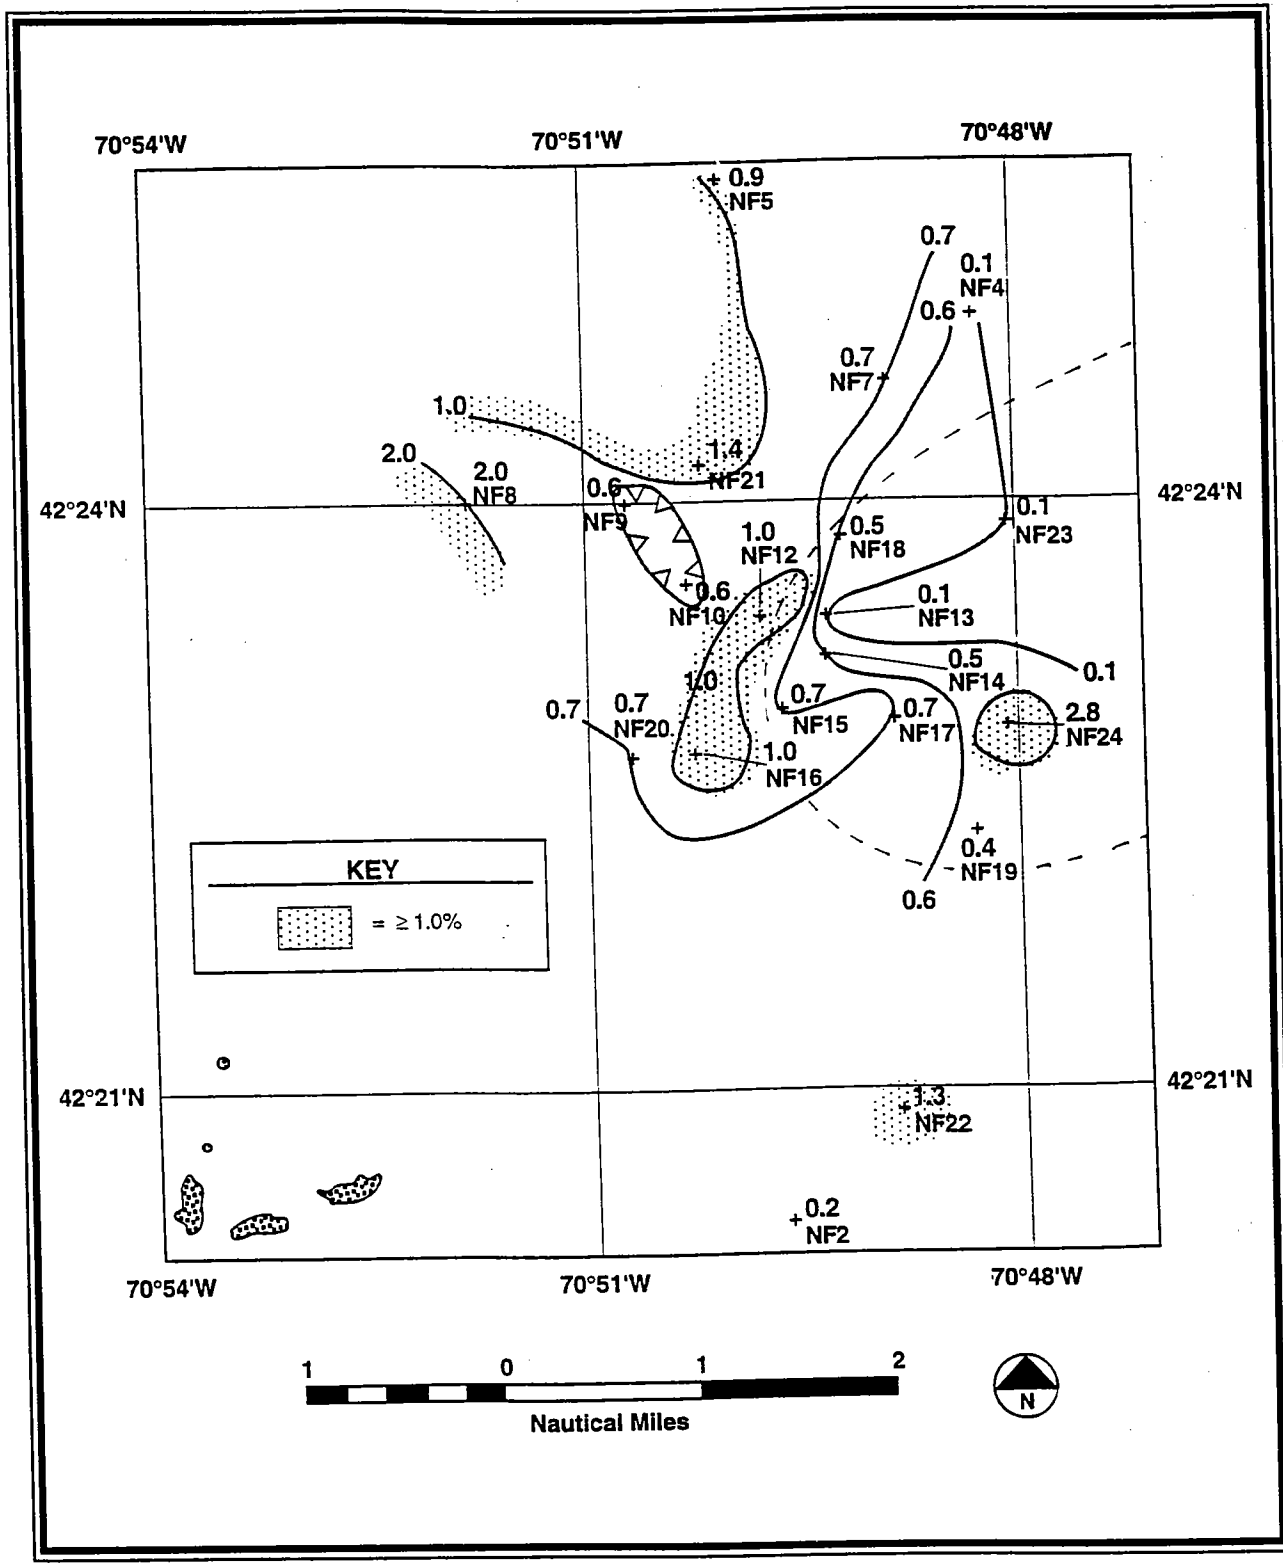 70°54'W
70°51'W
70°48'W
0.9
NF5
0.7
0.1
NF4
0.6
0.7
NF7
1.0
2.0
2.0
NF8
1.4
NF21
42°24'N
42°24'N
0.6
NF9
0.1
NF23
0.5
NF18
1.0
NF12
0.6
NF10
0.1
NF13
0.5
NF14
0.1
1.0
0.7
0.7
NF20
0.7
NF15
0.7
NF17
2.8
NF24
1.0
NF16
0.4
NF19
0.6
KEY
= ≥ 1.0%
42°21'N
42°21'N
1.3
NF22
0.2
NF2
70°54'W
70°51'W
70°48'W
1 0 1 2
Nautical Miles
N